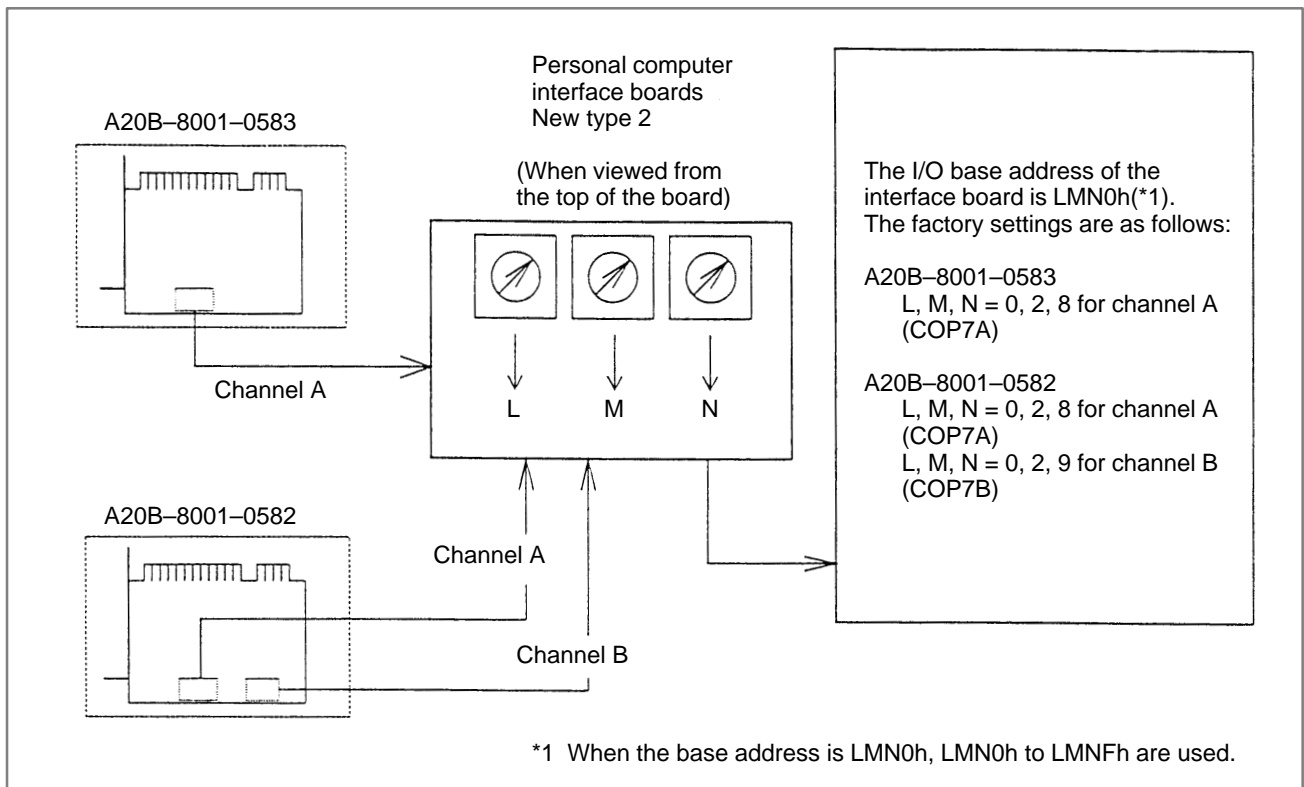 Personal computer
interface boards
New type 2
(When viewed from
the top of the board)
A20B–8001–0583
Channel A
L
M
N
A20B–8001–0582
Channel A
Channel B
The I/O base address of the
interface board is LMN0h(*1).
The factory settings are as follows:
A20B–8001–0583
L, M, N = 0, 2, 8 for channel A
(COP7A)
A20B–8001–0582
L, M, N = 0, 2, 8 for channel A
(COP7A)
L, M, N = 0, 2, 9 for channel B
(COP7B)
*1 When the base address is LMN0h, LMN0h to LMNFh are used.